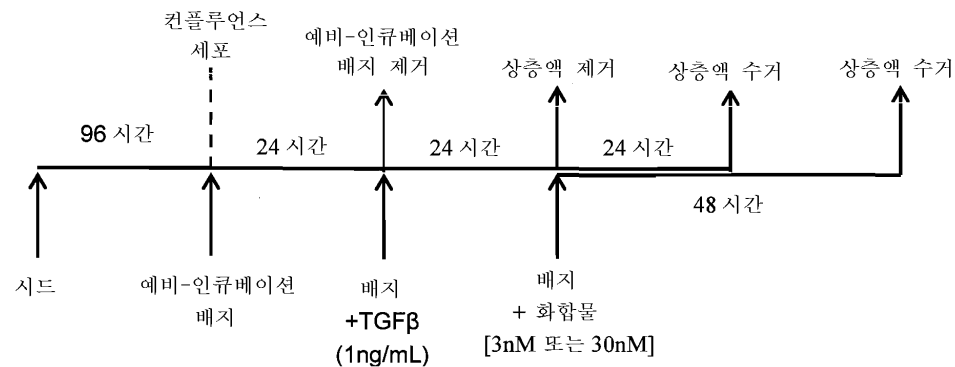 컨플루언스
세포
예비-인큐베이션
배지 제거
상층액 제거
상층액 수거
상층액 수거
96 시간
24 시간
24 시간
24 시간
48 시간
시드
예비-인큐베이션
배지
배지
+TGFβ
(1ng/mL)
배지
+ 화합물
[3nM 또는 30nM]